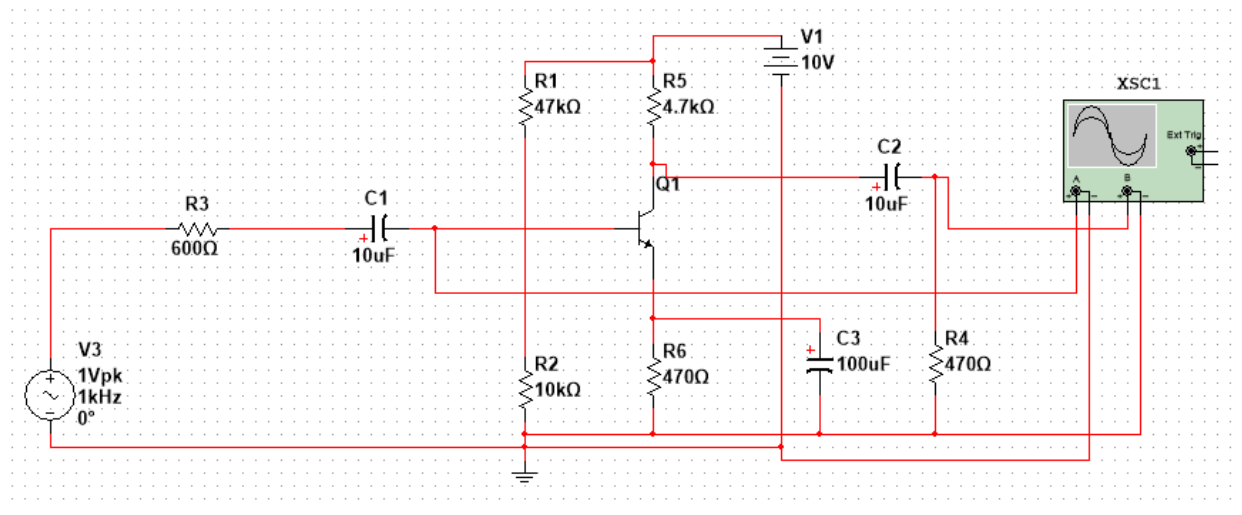 V1
10V
XSC1
R1
47kΩ
R5
4.7kΩ
Ext Trig
+
−
C2
+
10uF
A
B
+ −
+ −
Q1
C1
+
10uF
R3
600Ω
V3
+
−
1Vpk
1kHz
0°
R2
10kΩ
R6
470Ω
C3
+
100uF
R4
470Ω